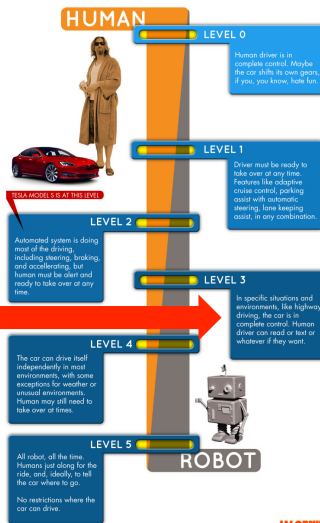 HUMAN
LEVEL 0
Human driver is in
complete control. Maybe
the car shifts its own gears,
if you, you know, hate fun.
LEVEL 1
Driver must be ready to
take over at any time.
Features like adaptive
cruise control, parking
assist with automatic
steering, lane keeping
assist, in any combination.
TESLA MODEL S IS AT THIS LEVEL
LEVEL 2
Automated system is doing
most of the driving,
including steering, braking,
and accellerating, but
human must be alert and
ready to take over at any
time.
LEVEL 3
In specific situations and
environments, like highway
driving, the car is in
complete control. Human
driver can read or text or
whatever if they want.
LEVEL 4
The car can drive itself
independently in most
environments, with some
exceptions for weather or
unusual environments.
Human may still need to
take over at times.
LEVEL 5
All robot, all the time.
Humans just along for the
ride, and, ideally, to tell
the car where to go.
No restrictions where the
car can drive.
ROBOT